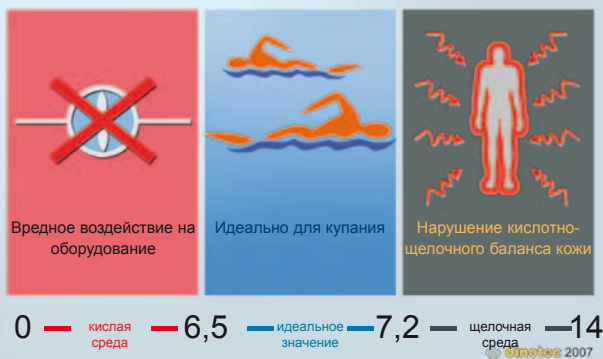 Вредное воздействие на
оборудование
Идеально для купания
Нарушение кислотно-
щелочного баланса кожи
0 кислая среда 6,5 идеальное значение 7,2 щелочная среда 14
© dinotec 2007